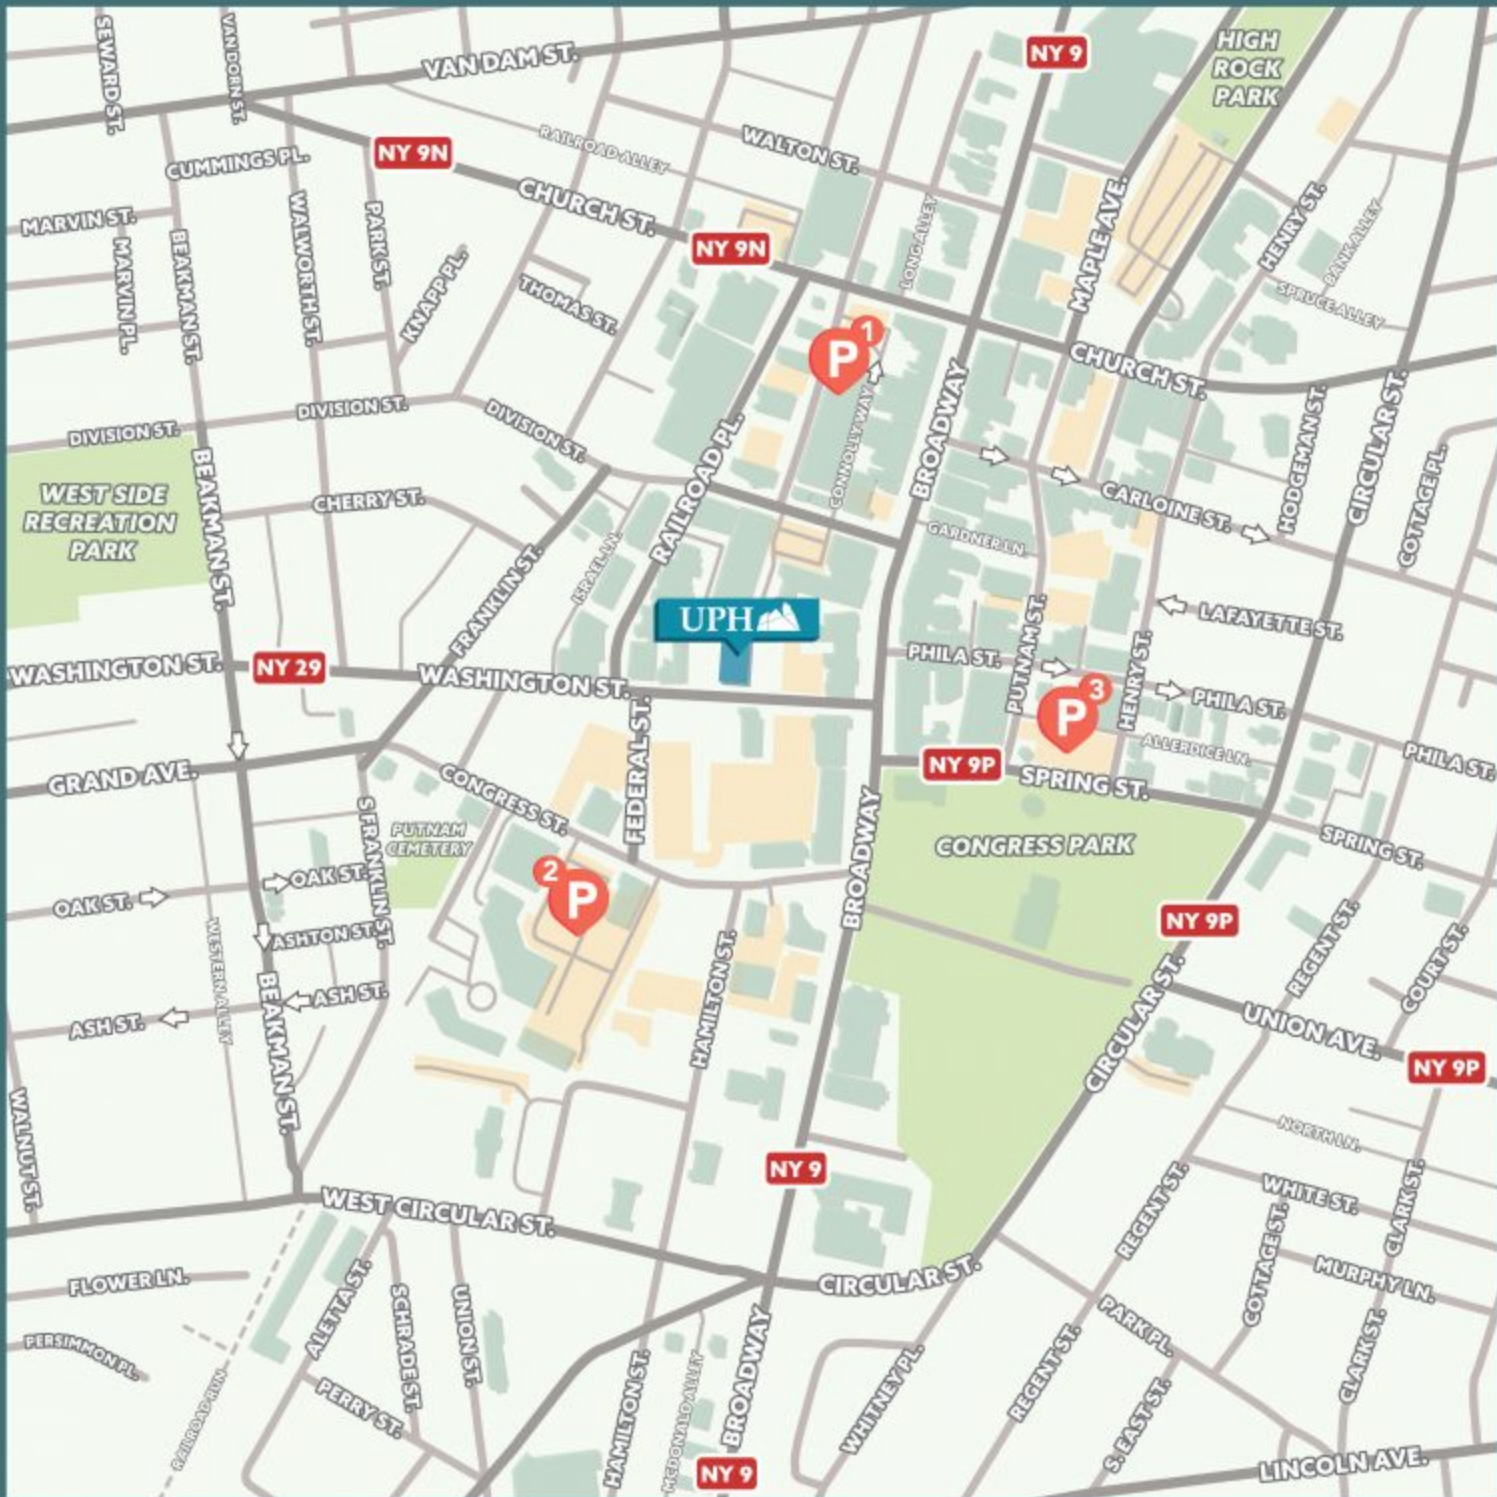 SEWARD ST.
VAN DORN ST.
VAN DAM ST.
NY 9
HIGH
ROCK
PARK
NY 9N
CUMMINGS PL.
RAILROAD ALLEY
WALTON ST.
CHURCH ST.
MARVIN ST.
MARVIN PL.
BEAKMAN ST.
WALWORTH ST.
PARK ST.
KNAPP PL.
THOMAS ST.
NY 9N
LONG ALLEY
MAPLE AVE.
HENRY ST.
BANK ALLEY
SPRUCE ALLEY
P
1
CHURCH ST.
DIVISION ST.
DIVISION ST.
DIVISION ST.
RAILROAD PL.
CONNOLLY WAY
BROADWAY
HODGEMAN ST.
CIRCULAR ST.
COTTAGE PL.
WEST SIDE
RECREATION
PARK
BEAKMAN ST.
CHERRY ST.
CARLOINE ST.
GARDNER LN.
FRANKLIN ST.
ISRAEL LN.
UPH
PUTNAM ST.
LAFAYETTE ST.
WASHINGTON ST.
NY 29
WASHINGTON ST.
PHILA ST.
HENRY ST.
PHILA ST.
P
3
ALLERDICE LN.
PHILA ST.
GRAND AVE.
CONGRESS ST.
FEDERAL ST.
NY 9P
SPRING ST.
S FRANKLIN ST.
PUTNAM
CEMETERY
BROADWAY
CONGRESS PARK
SPRING ST.
P
2
OAK ST.
OAK ST.
ASHTON ST.
WESTERN ALLEY
NY 9P
REGENT ST.
COURT ST.
ASH ST.
ASH ST.
BEAKMAN ST.
HAMILTON ST.
CIRCULAR ST.
UNION AVE.
NY 9P
WALNUT ST.
NORTH LN.
NY 9
WEST CIRCULAR ST.
REGENT ST.
WHITE ST.
CLARK ST.
FLOWER LN.
ALETTA ST.
SCHRADE ST.
UNION ST.
CIRCULAR ST.
COTTAGE ST.
MURPHY LN.
PERSIMMON PL.
PARK PL.
REGENT ST.
CLARK ST.
RAILROAD RUN
PERRY ST.
HAMILTON ST.
MCDONALD ALLEY
BROADWAY
WHITNEY PL.
S. EAST ST.
NY 9
LINCOLN AVE.